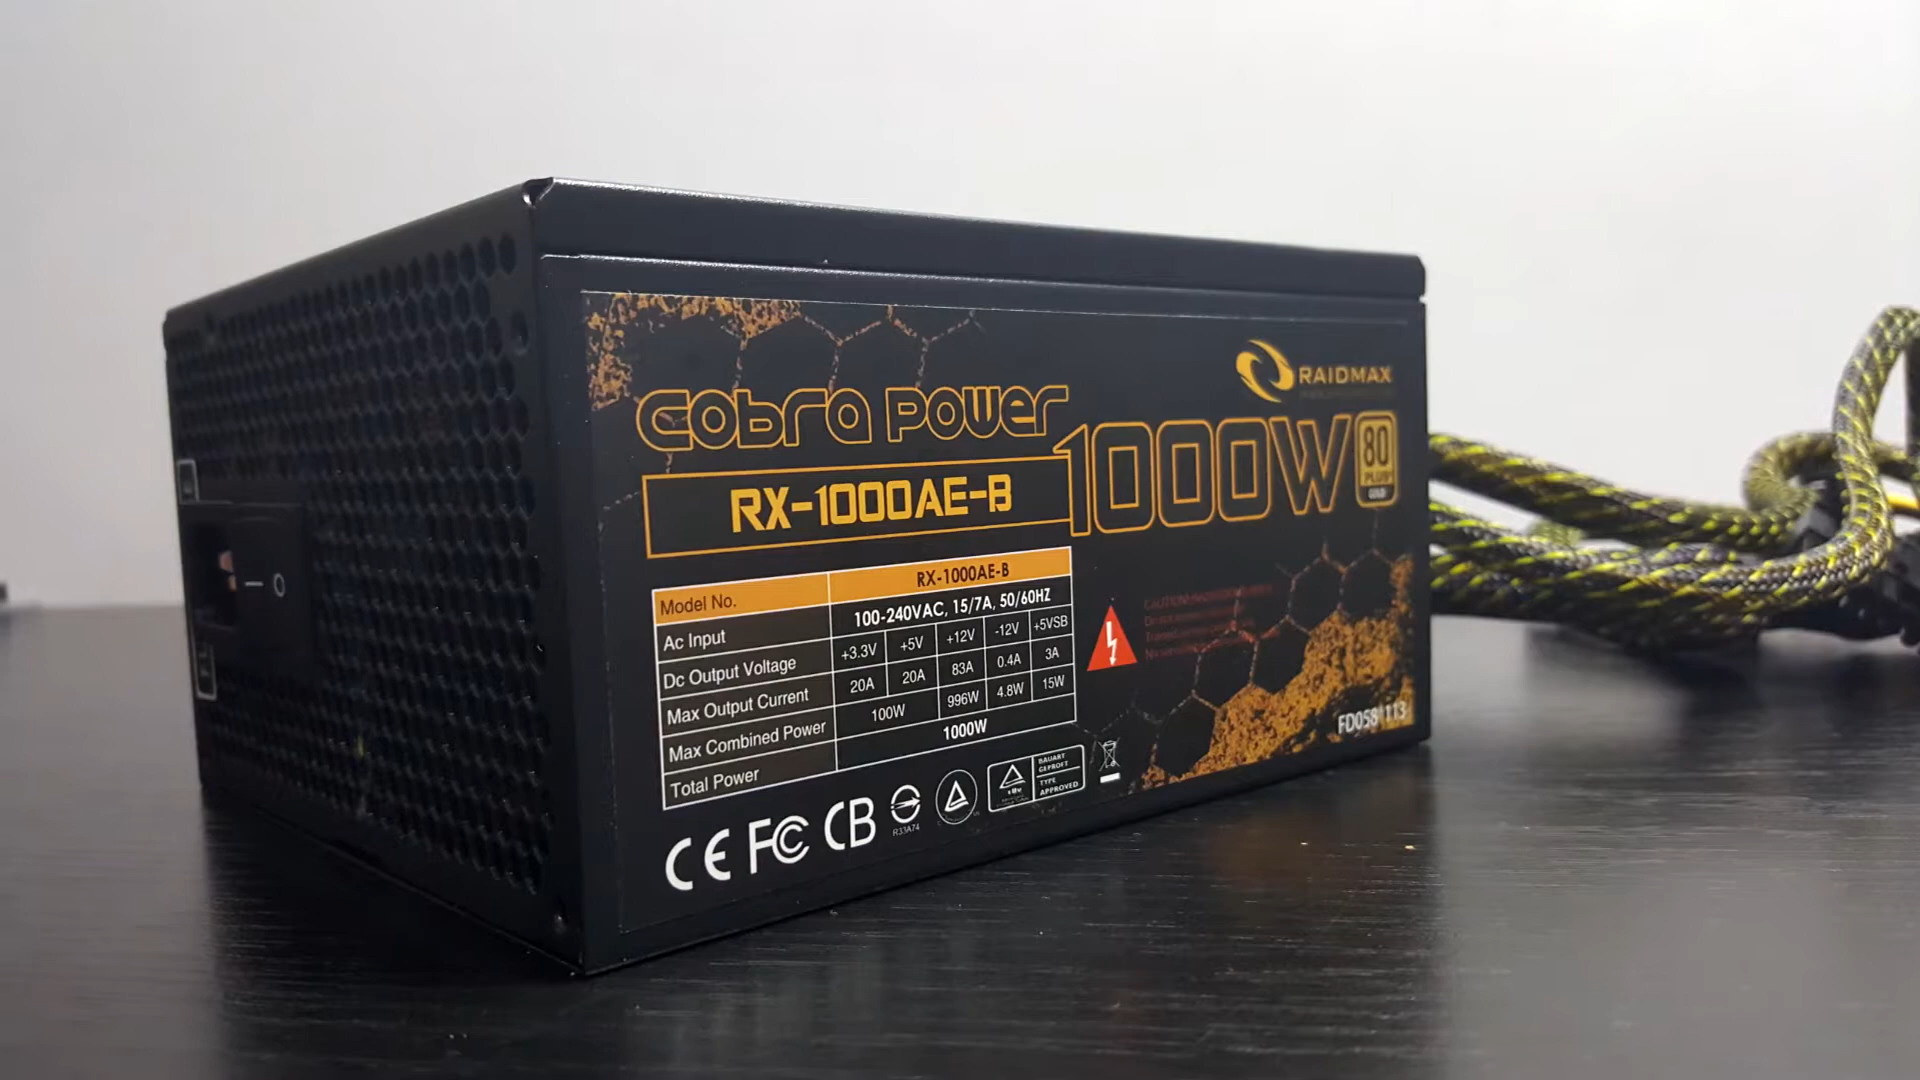 RAIDMAX
Cobra Power
1000W
80
PLUS
GOLD
RX-1000AE-B
Model No. RX-1000AE-B
Ac Input 100-240VAC, 15/7A, 50/60HZ
Dc Output Voltage +3.3V +5V +12V -12V +5VSB
Max Output Current 20A 20A 83A 0.4A 3A
Max Combined Power 100W 996W 4.8W 15W
Total Power 1000W
CE FC CB
R33A74
BAUART
GEPRÜFT
TYPE
APPROVED
FD058113
— O